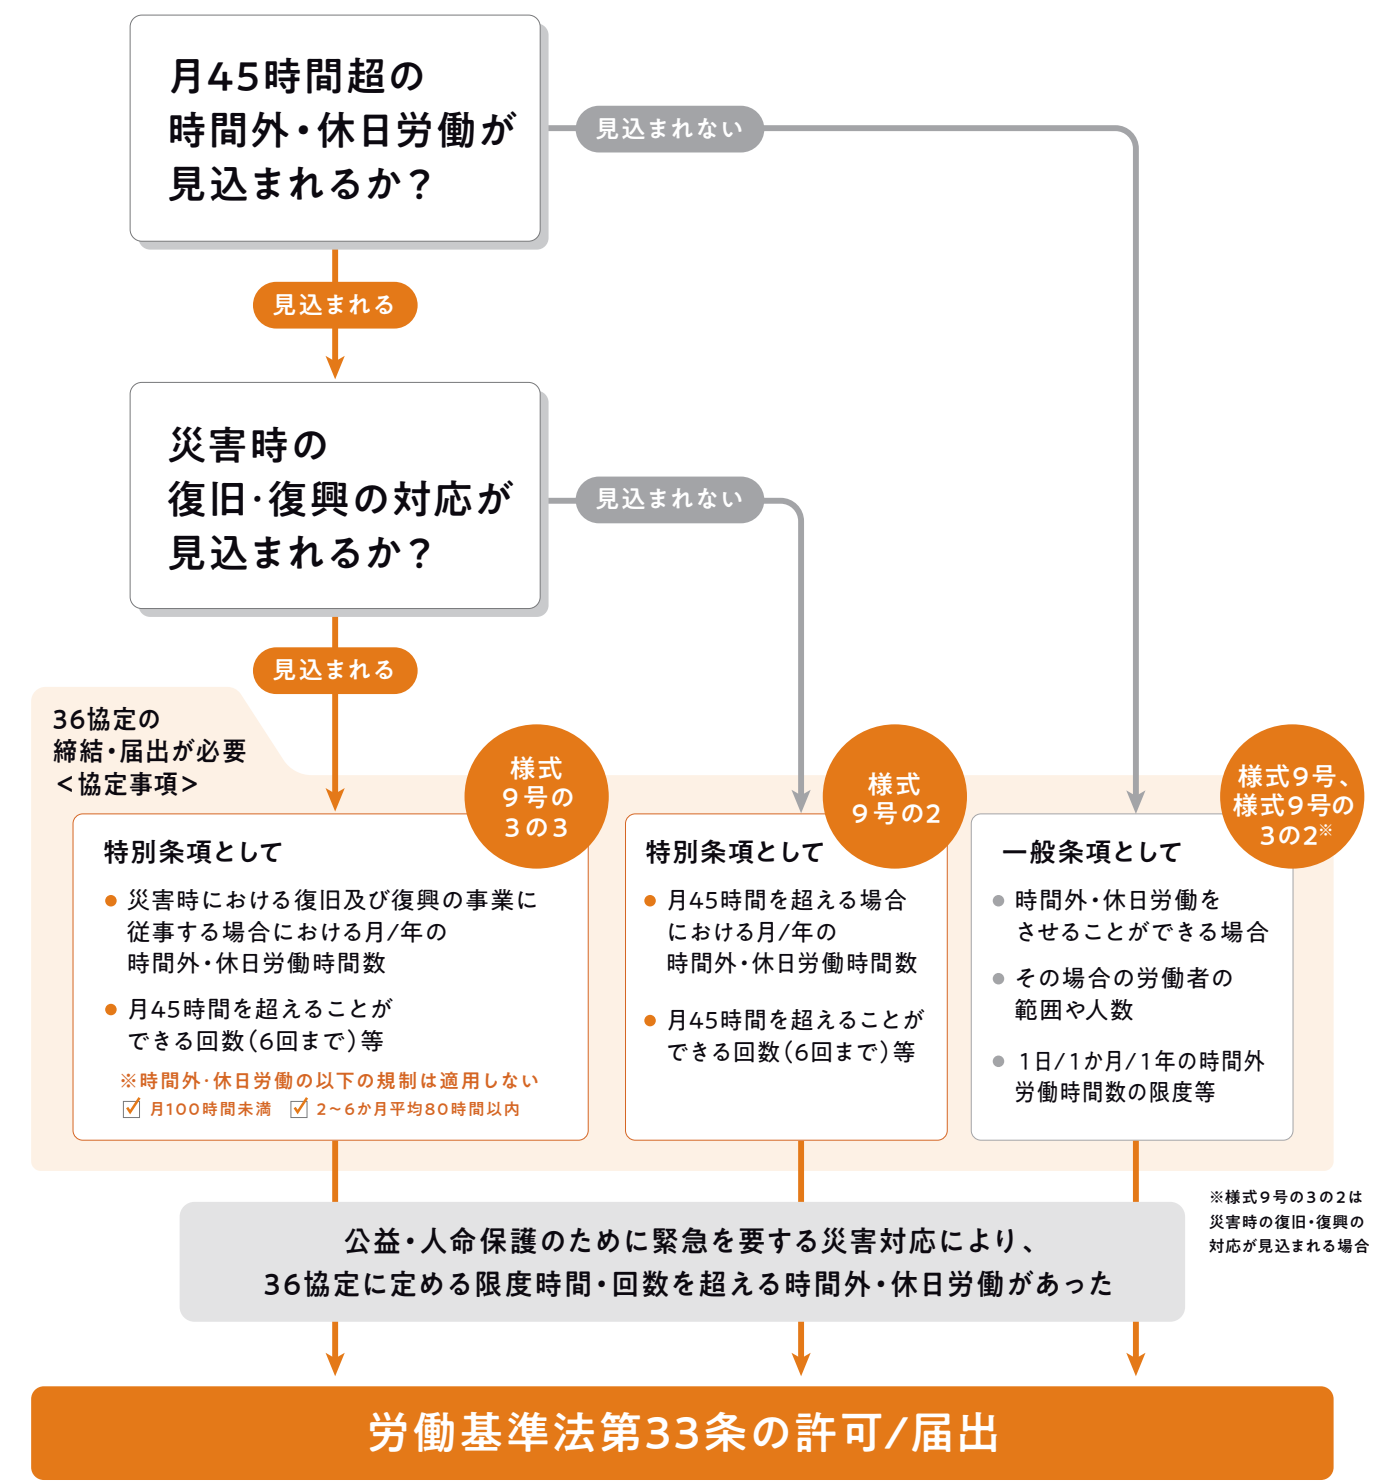 月45時間超の
時間外・休日労働が
見込まれるか？
見込まれない
見込まれる
災害時の
復旧・復興の対応が
見込まれるか？
見込まれない
見込まれる
36協定の
締結・届出が必要
＜協定事項＞
様式
9号の
3の3
特別条項として
● 災害時における復旧及び復興の事業に
従事する場合における月/年の
時間外・休日労働時間数
● 月45時間を超えることが
できる回数（6回まで）等
※時間外・休日労働の以下の規制は適用しない
☑ 月100時間未満 ☑ 2～6か月平均80時間以内
様式
9号の2
特別条項として
● 月45時間を超える場合
における月/年の
時間外・休日労働時間数
● 月45時間を超えることが
できる回数（6回まで）等
様式9号、
様式9号の
3の2※
一般条項として
● 時間外・休日労働を
させることができる場合
● その場合の労働者の
範囲や人数
● 1日/1か月/1年の時間外
労働時間数の限度等
※様式9号の3の2は
災害時の復旧・復興の
対応が見込まれる場合
公益・人命保護のために緊急を要する災害対応により、
36協定に定める限度時間・回数を超える時間外・休日労働があった
労働基準法第33条の許可/届出